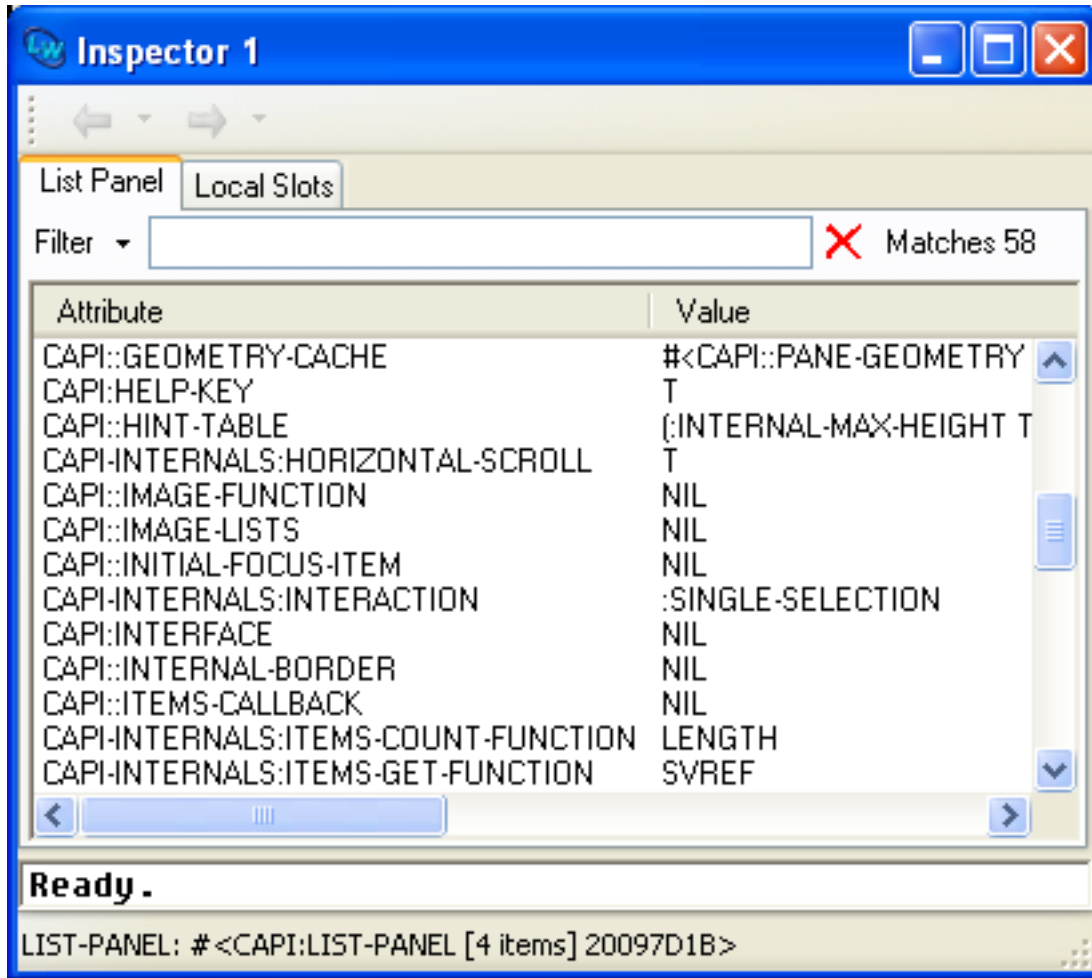 Inspector 1
List Panel Local Slots
Filter Matches 58
Attribute Value
CAPI::GEOMETRY-CACHE #<CAPI::PANE-GEOMETRY
CAPI:HELP-KEY T
CAPI::HINT-TABLE (:INTERNAL-MAX-HEIGHT T
CAPI-INTERNALS:HORIZONTAL-SCROLL T
CAPI::IMAGE-FUNCTION NIL
CAPI::IMAGE-LISTS NIL
CAPI::INITIAL-FOCUS-ITEM NIL
CAPI-INTERNALS:INTERACTION :SINGLE-SELECTION
CAPI:INTERFACE NIL
CAPI::INTERNAL-BORDER NIL
CAPI::ITEMS-CALLBACK NIL
CAPI-INTERNALS:ITEMS-COUNT-FUNCTION LENGTH
CAPI-INTERNALS:ITEMS-GET-FUNCTION SVREF
Ready.
LIST-PANEL: #<CAPI:LIST-PANEL [4 items] 20097D1B>